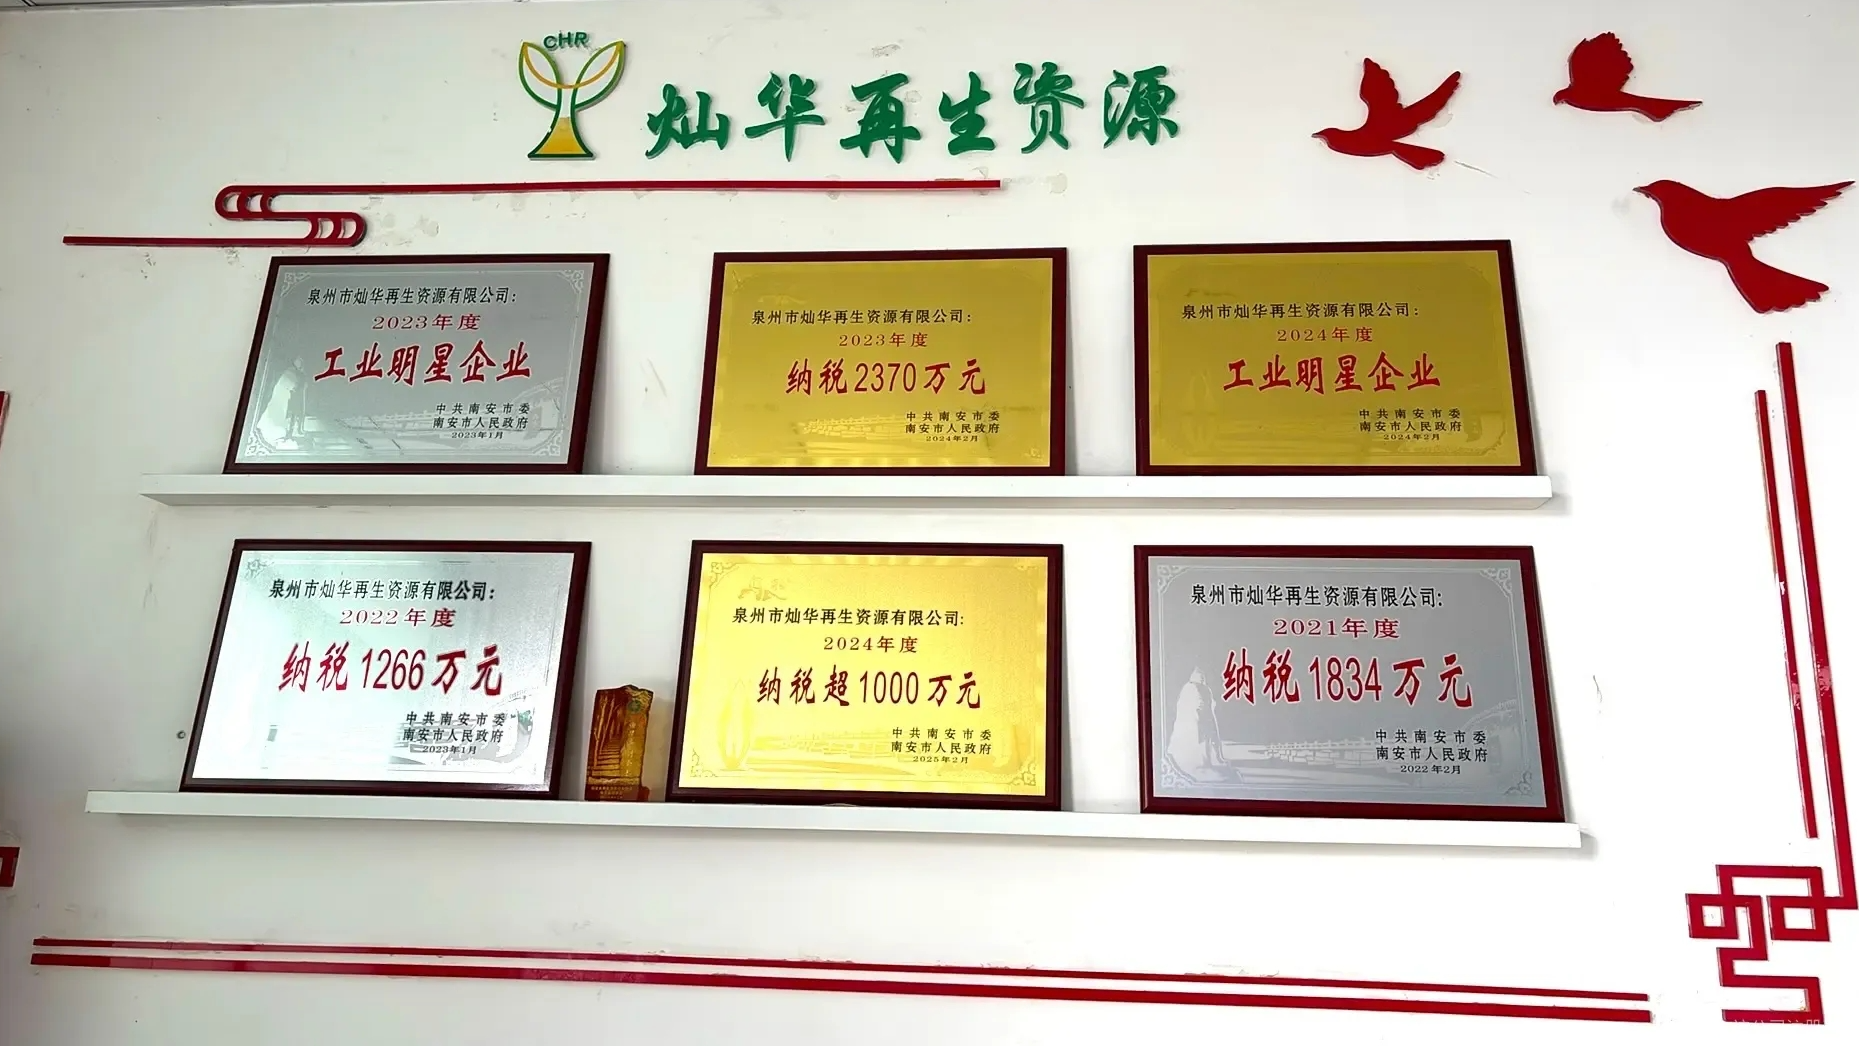 CHR
灿华再生资源
泉州市灿华再生资源有限公司：
2023年度
工业明星企业
中共南安市委
南安市人民政府
2023年1月
泉州市灿华再生资源有限公司：
2023年度
纳税2370万元
中共南安市委
南安市人民政府
2024年2月
泉州市灿华再生资源有限公司：
2024年度
工业明星企业
中共南安市委
南安市人民政府
2024年2月
泉州市灿华再生资源有限公司：
2022年度
纳税1266万元
中共南安市委
南安市人民政府
2023年1月
泉州市灿华再生资源有限公司：
2024年度
纳税超1000万元
中共南安市委
南安市人民政府
2025年2月
泉州市灿华再生资源有限公司：
2021年度
纳税1834万元
中共南安市委
南安市人民政府
2022年2月